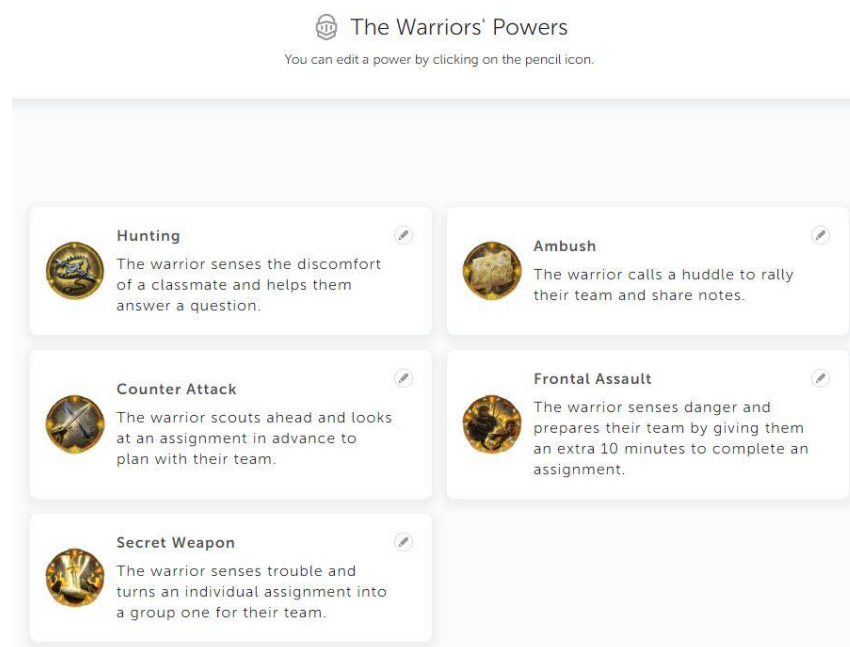 The Warriors' Powers
You can edit a power by clicking on the pencil icon.
Hunting
The warrior senses the discomfort
of a classmate and helps them
answer a question.
Ambush
The warrior calls a huddle to rally
their team and share notes.
Counter Attack
The warrior scouts ahead and looks
at an assignment in advance to
plan with their team.
Frontal Assault
The warrior senses danger and
prepares their team by giving them
an extra 10 minutes to complete an
assignment.
Secret Weapon
The warrior senses trouble and
turns an individual assignment into
a group one for their team.